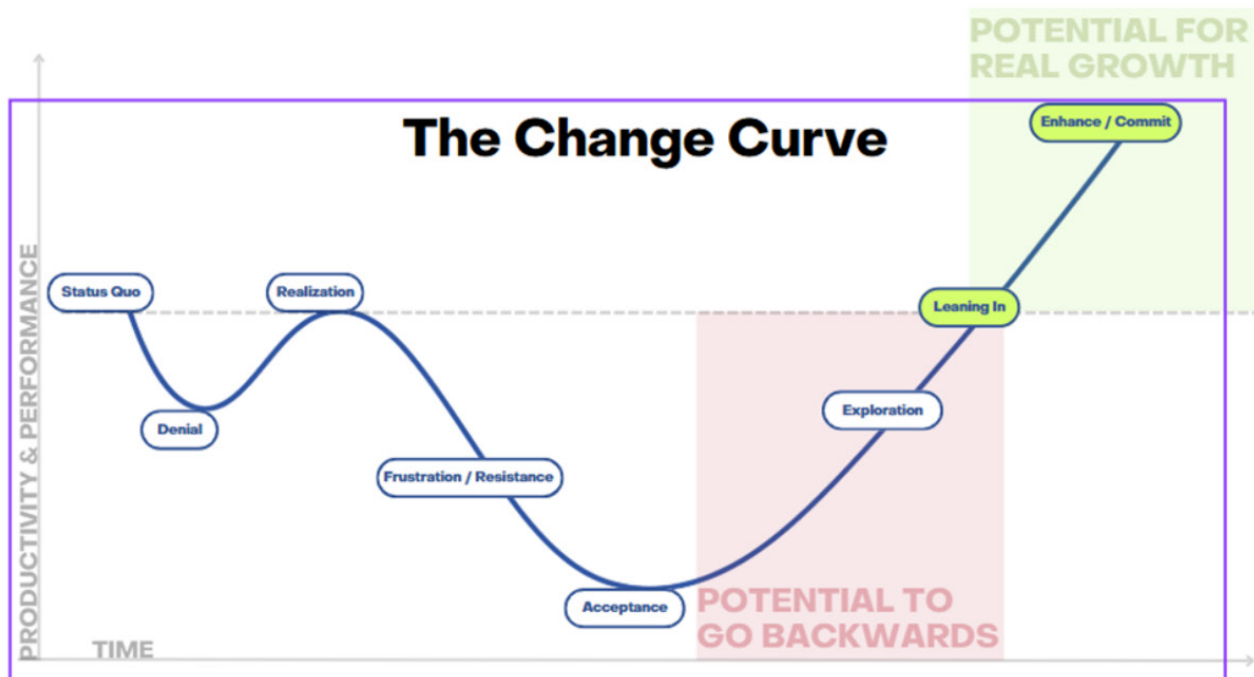 POTENTIAL FOR
REAL GROWTH
The Change Curve
Enhance / Commit
Status Quo
Realization
Leaning In
Denial
Exploration
Frustration / Resistance
Acceptance
POTENTIAL TO
GO BACKWARDS
PRODUCTIVITY & PERFORMANCE
TIME